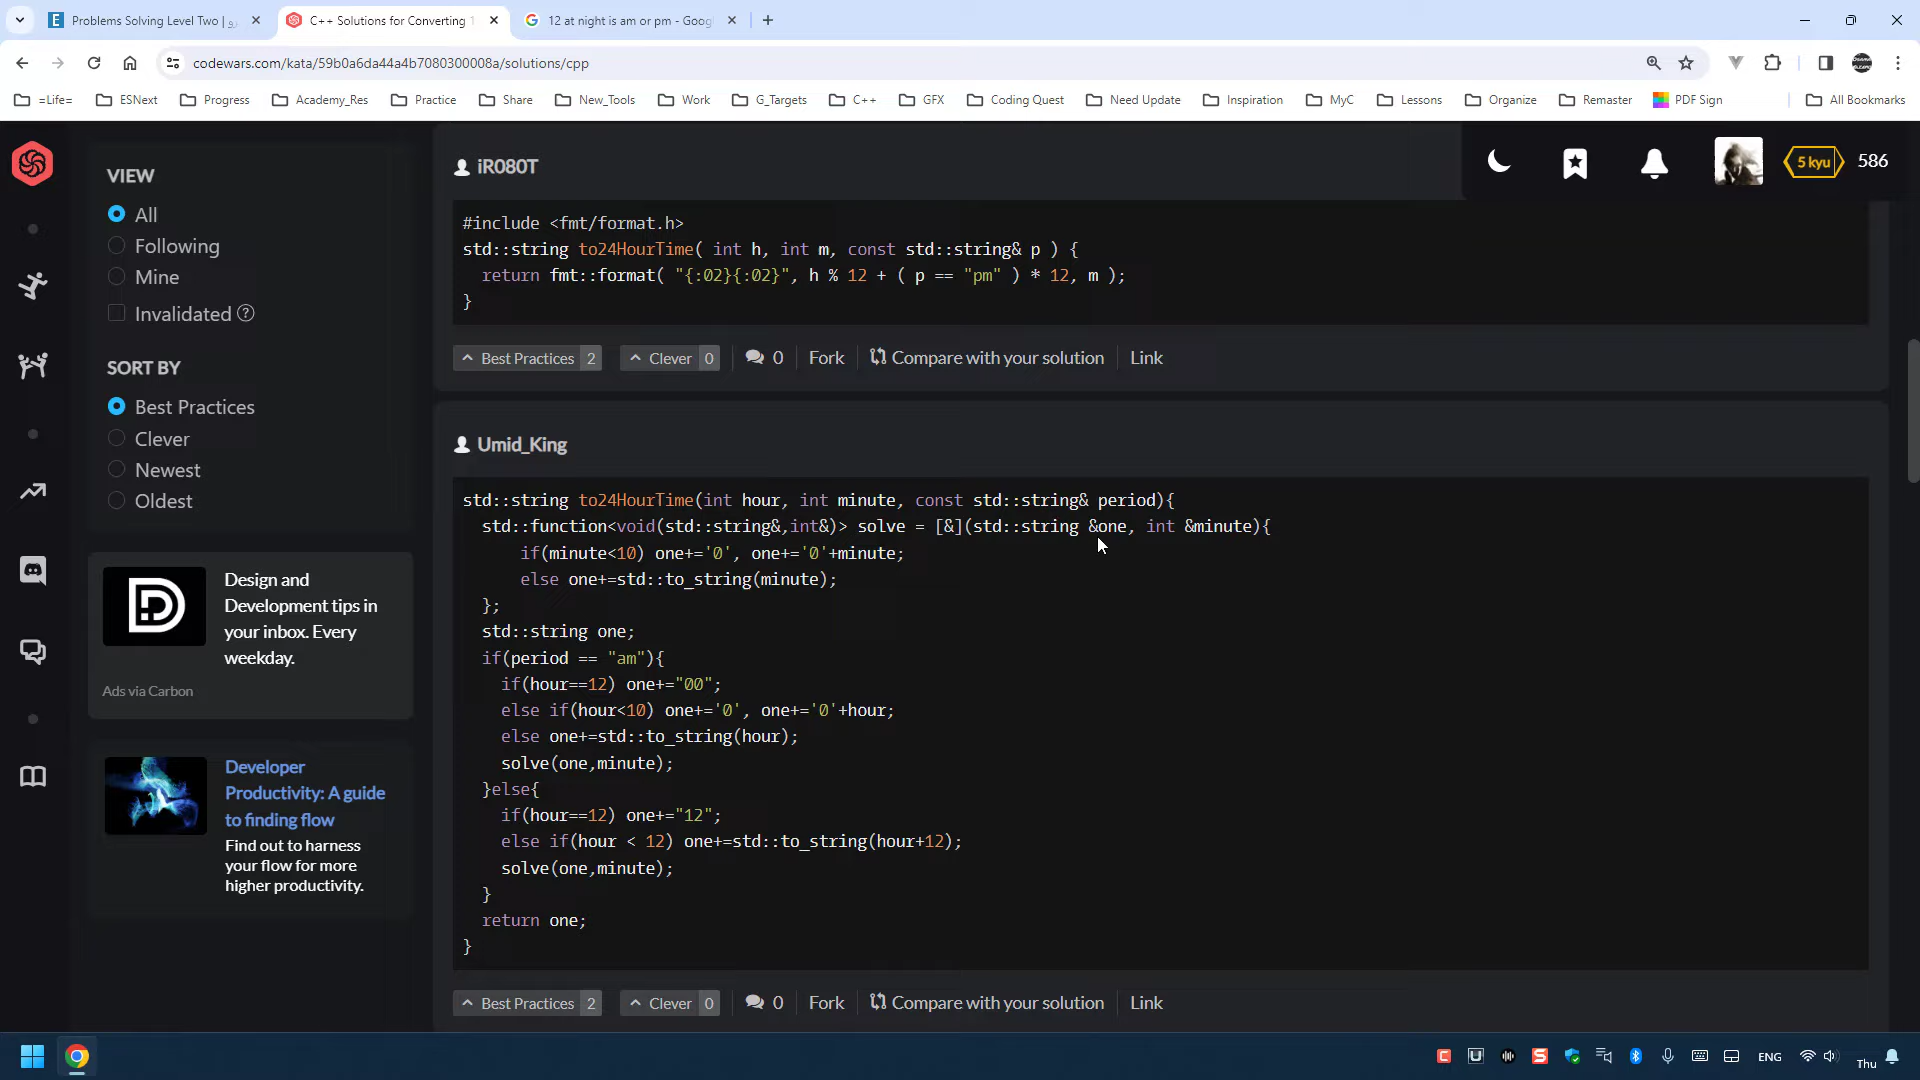 Problems Solving Level Two |
C++ Solutions for Converting 1
12 at night is am or pm - Goog
codewars.com/kata/59b0a6da44a4b7080300008a/solutions/cpp
=Life=
ESNext
Progress
Academy_Res
Practice
Share
New_Tools
Work
G_Targets
C++
GFX
Coding Quest
Need Update
Inspiration
MyC
Lessons
Organize
Remaster
PDF Sign
All Bookmarks
VIEW
All
Following
Mine
Invalidated ?
SORT BY
Best Practices
Clever
Newest
Oldest
Design and
Development tips in
your inbox. Every
weekday.
Ads via Carbon
Developer
Productivity: A guide
to finding flow
Find out to harness
your flow for more
higher productivity.
5 kyu 586
iR080T
#include <fmt/format.h>
std::string to24HourTime( int h, int m, const std::string& p ) {
  return fmt::format( "{:02}{:02}", h % 12 + ( p == "pm" ) * 12, m );
}
Best Practices 2 Clever 0 0 Fork Compare with your solution Link
Umid_King
std::string to24HourTime(int hour, int minute, const std::string& period){
  std::function<void(std::string&,int&)> solve = [&](std::string &one, int &minute){
      if(minute<10) one+='0', one+='0'+minute;
      else one+=std::to_string(minute);
  };
  std::string one;
  if(period == "am"){
    if(hour==12) one+="00";
    else if(hour<10) one+='0', one+='0'+hour;
    else one+=std::to_string(hour);
    solve(one,minute);
  }else{
    if(hour==12) one+="12";
    else if(hour < 12) one+=std::to_string(hour+12);
    solve(one,minute);
  }
  return one;
}
Best Practices 2 Clever 0 0 Fork Compare with your solution Link
ENG
Thu